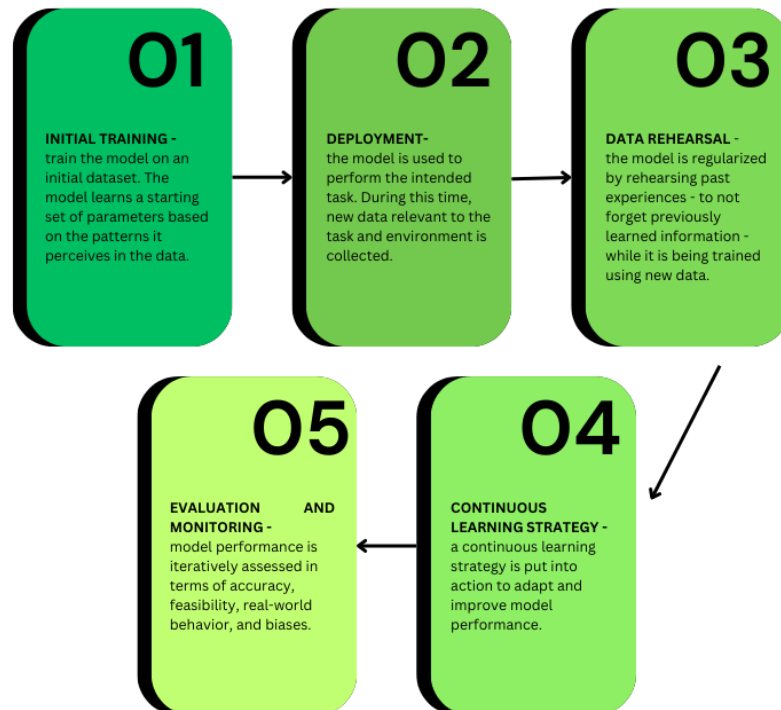 01
INITIAL TRAINING -
train the model on an
initial dataset. The
model learns a starting
set of parameters based
on the patterns it
perceives in the data.
02
DEPLOYMENT-
the model is used to
perform the intended
task. During this time,
new data relevant to the
task and environment is
collected.
03
DATA REHEARSAL -
the model is regularized
by rehearsing past
experiences - to not
forget previously
learned information -
while it is being trained
using new data.
04
CONTINUOUS
LEARNING STRATEGY -
a continuous learning
strategy is put into
action to adapt and
improve model
performance.
05
EVALUATION AND
MONITORING -
model performance is
iteratively assessed in
terms of accuracy,
feasibility, real-world
behavior, and biases.